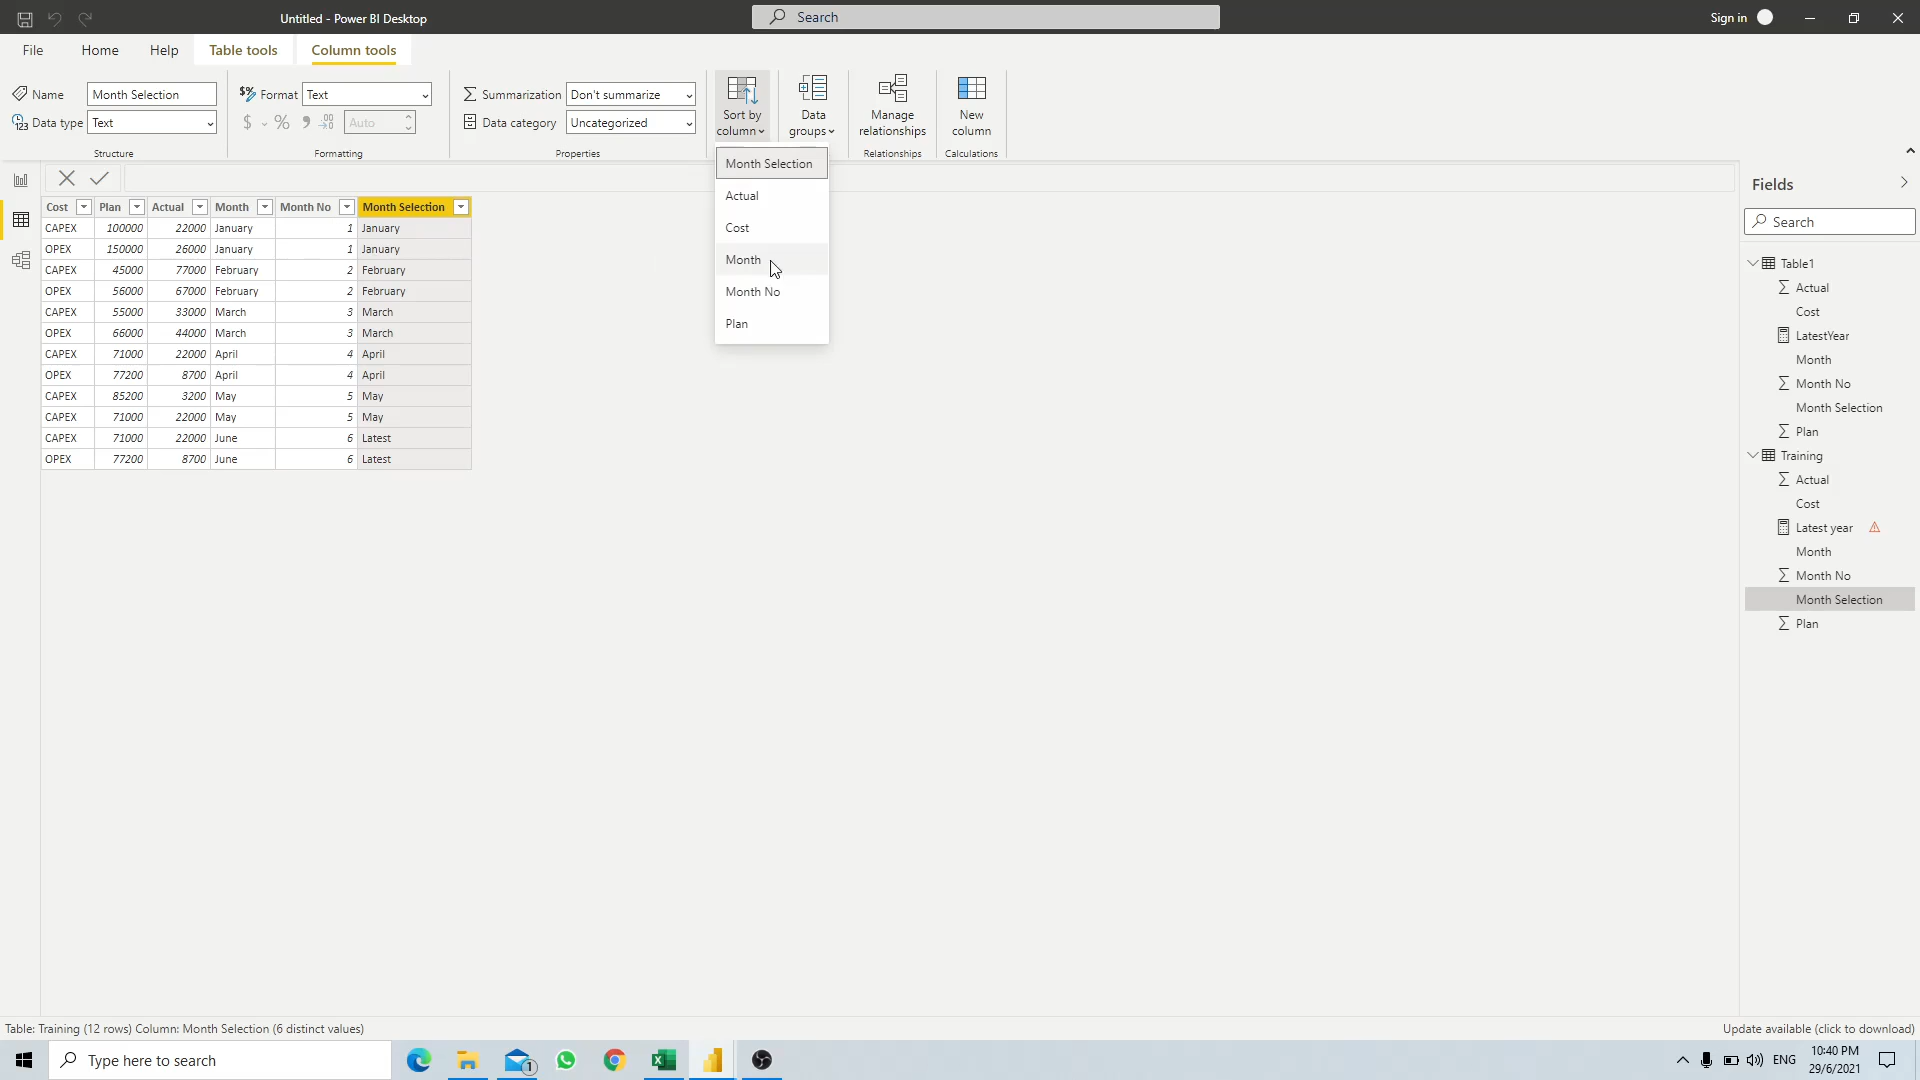 Untitled - Power BI Desktop
Search
Sign in
File
Home
Help
Table tools
Column tools
Name
Month Selection
Data type
Text
Structure
Format
Text
$ % 9 Auto
Formatting
Summarization
Don't summarize
Data category
Uncategorized
Properties
Sort by
column
Data
groups
Manage
relationships
Relationships
New
column
Calculations
Month Selection
Actual
Cost
Month
Month No
Plan
Cost Plan Actual Month Month No Month Selection
CAPEX 100000 22000 January 1 January
OPEX 150000 26000 January 1 January
CAPEX 45000 77000 February 2 February
OPEX 56000 67000 February 2 February
CAPEX 55000 33000 March 3 March
OPEX 66000 44000 March 3 March
CAPEX 71000 22000 April 4 April
OPEX 77200 8700 April 4 April
CAPEX 85200 3200 May 5 May
CAPEX 71000 22000 May 5 May
CAPEX 71000 22000 June 6 Latest
OPEX 77200 8700 June 6 Latest
Fields
Search
Table1
Actual
Cost
LatestYear
Month
Month No
Month Selection
Plan
Training
Actual
Cost
Latest year
Month
Month No
Month Selection
Plan
Table: Training (12 rows) Column: Month Selection (6 distinct values)
Update available (click to download)
Type here to search
1
ENG
10:40 PM
29/6/2021